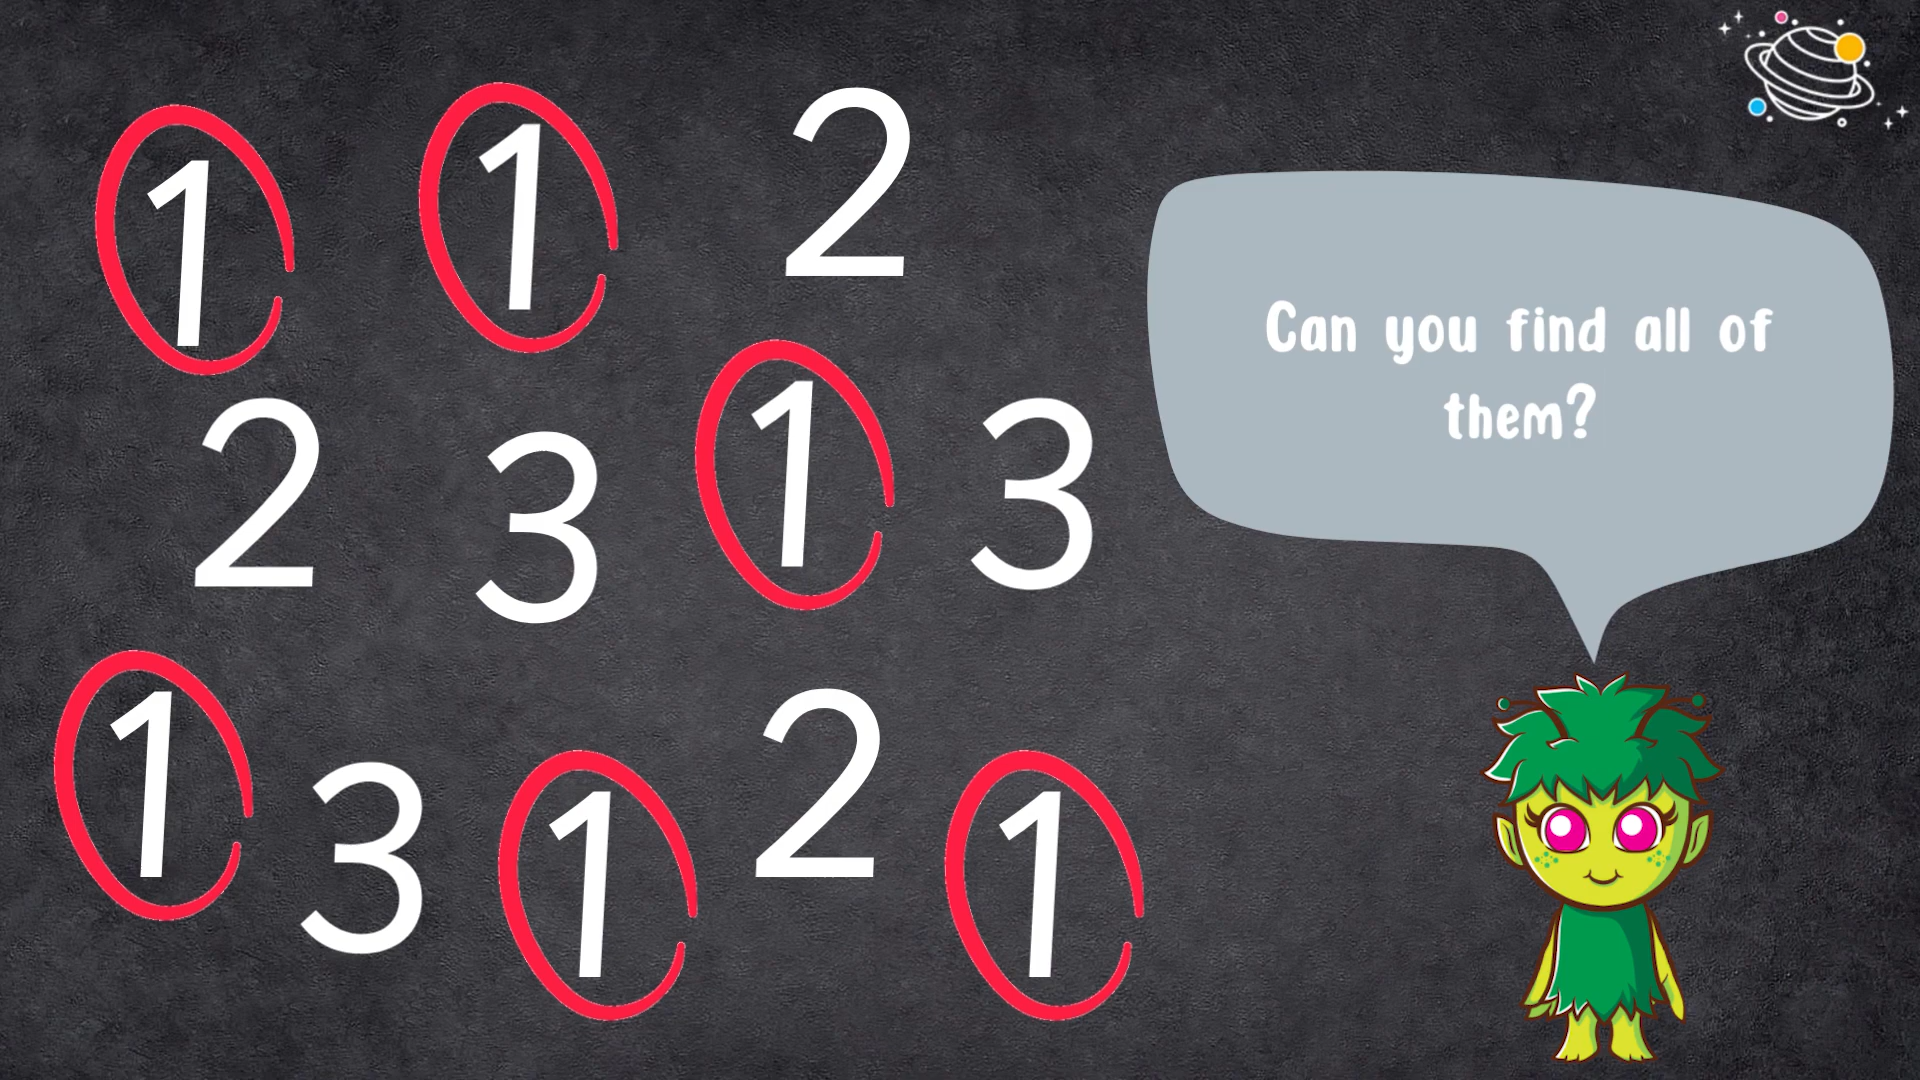 1 1 2
2 3 1 3
1 3 1 2 1
Can you find all of
them?